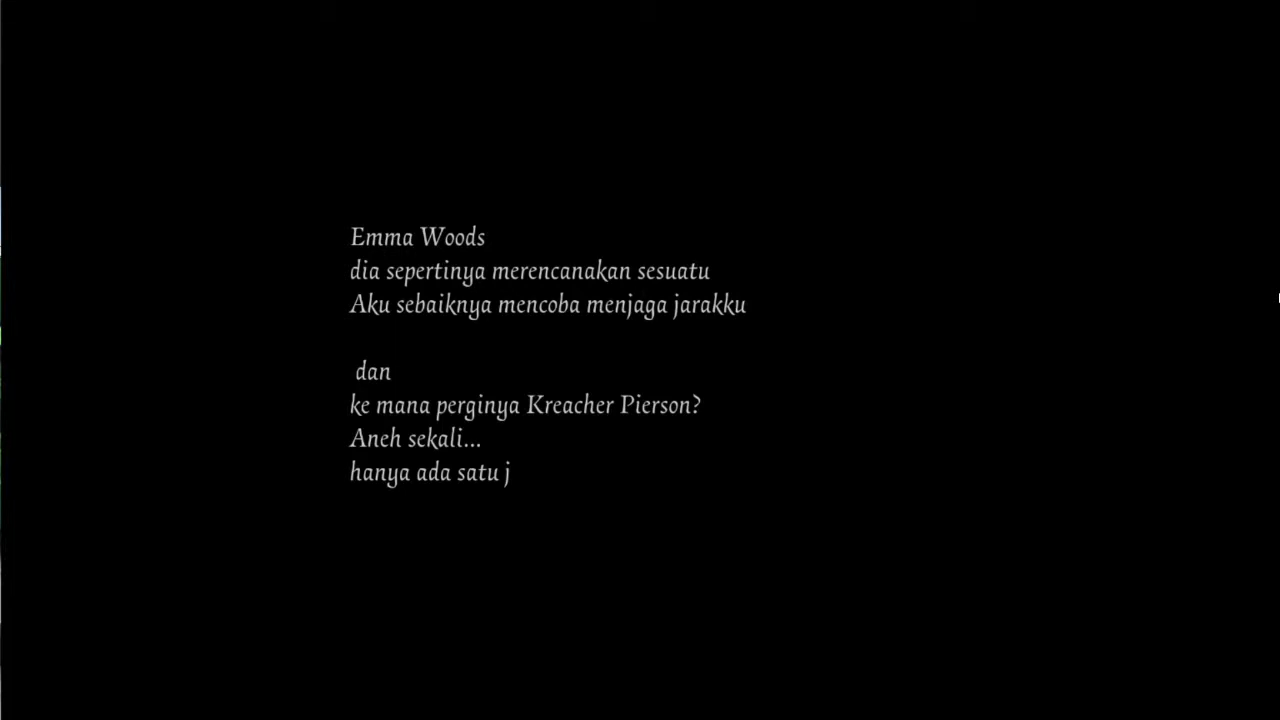 Emma Woods
dia sepertinya merencanakan sesuatu
Aku sebaiknya mencoba menjaga jarakku
dan
ke mana perginya Kreacher Pierson?
Aneh sekali...
hanya ada satu j